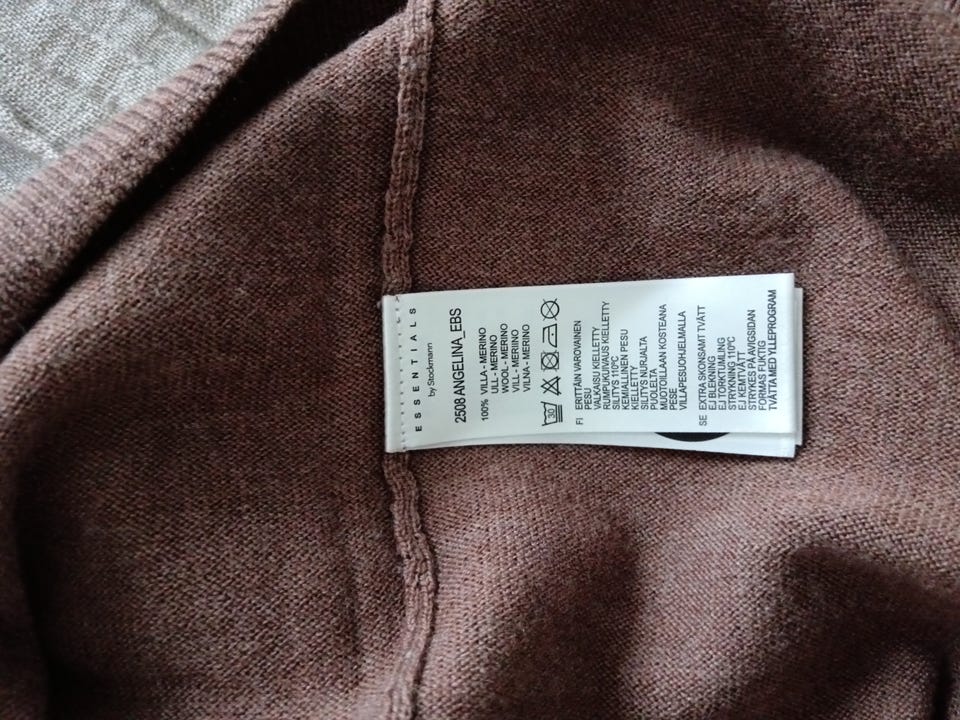 ESSENTIALS
by Stockmann
2508 ANGELINA_EBS
100% VILLA - MERINO
ULL - MERINO
WOOL - MERINO
VILL - MERIINO
VILNA - MERINO
30
FI ERITTÄIN VAROVAINEN
PESU
VALKAISU KIELLETTY
RUMPUKUIVAUS KIELLETTY
SILITYS 110ºC
KEMIALLINEN PESU
KIELLETTY
SILITYS NURJALTA
PUOLELTA
MUOTOILLAAN KOSTEANA
PESE
VILLAPESUOHJELMALLA
SE EXTRA SKONSAMT TVÄTT
EJ BLEKNING
EJ TORKTUMLING
STRYKNING 110ºC
EJ KEMTVÄTT
STRYKES PÅ AVIGSIDAN
FORMAS FUKTIG
TVÄTTA MED YLLEPROGRAM